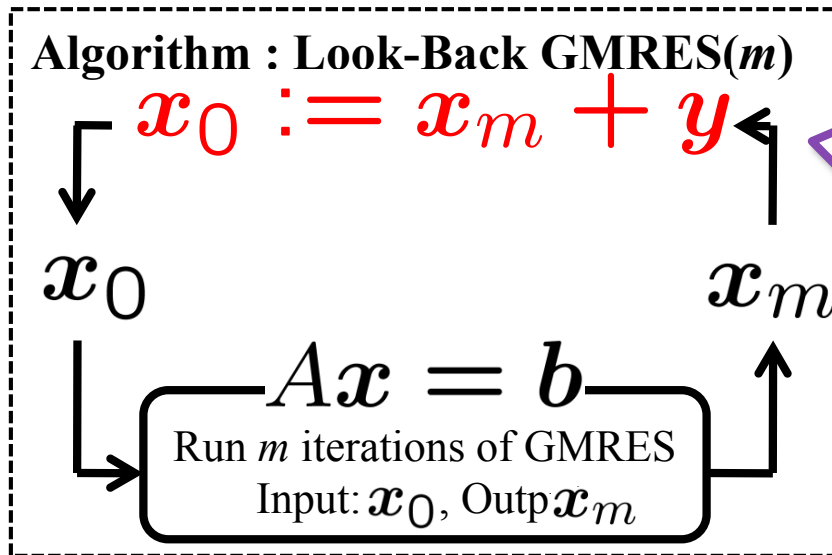 Algorithm : Look-Back GMRES(m)
x₀ := xₘ + y
x₀
xₘ
Ax = b
Run m iterations of GMRES
Input: x₀, Outp xₘ